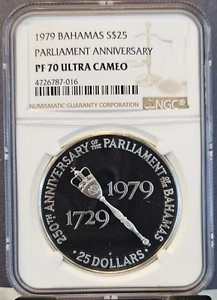 1979 BAHAMAS S$25
PARLIAMENT ANNIVERSARY
PF 70 ULTRA CAMEO
4726787-016
NUMISMATIC GUARANTY CORPORATION
NGC
250TH ANNIVERSARY OF THE PARLIAMENT OF THE BAHAMAS
1979
1729
· 25 DOLLARS ·